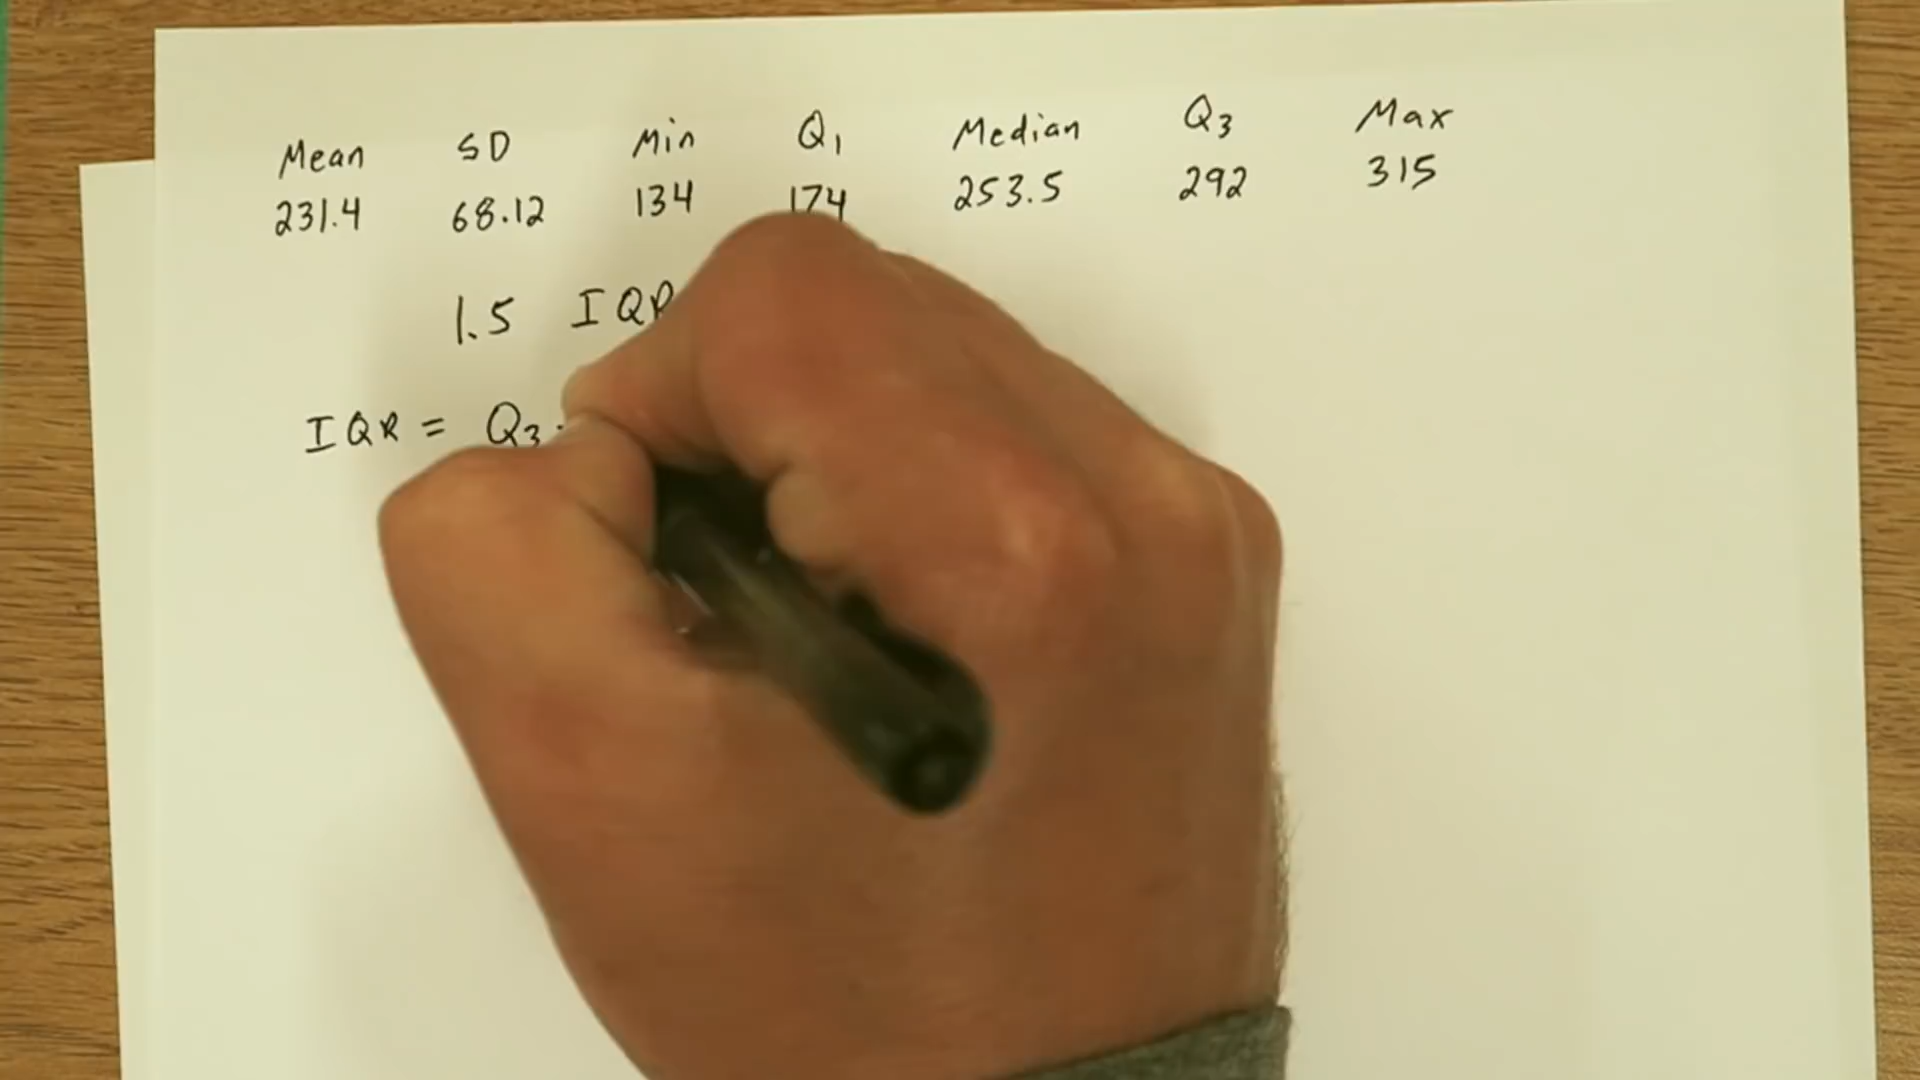 Mean SD Min Q1 Median Q3 Max
231.4 68.12 134 174 253.5 292 315
1.5 IQR
IQR = Q3